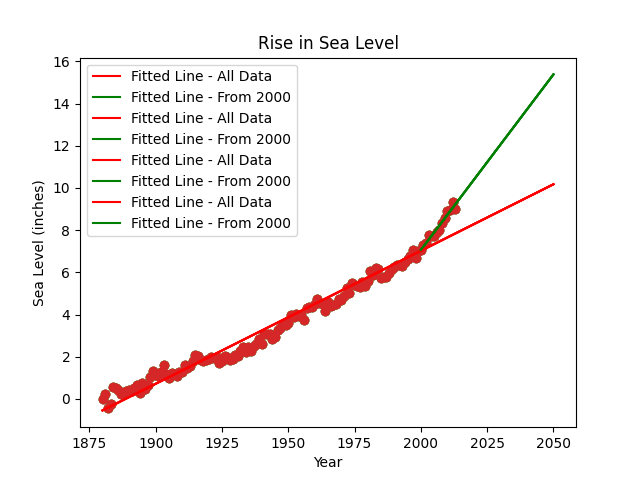 Rise in Sea Level
Fitted Line - All Data
Fitted Line - From 2000
Fitted Line - All Data
Fitted Line - From 2000
Fitted Line - All Data
Fitted Line - From 2000
Fitted Line - All Data
Fitted Line - From 2000
Sea Level (inches)
16
14
12
10
8
6
4
2
0
1875 1900 1925 1950 1975 2000 2025 2050
Year